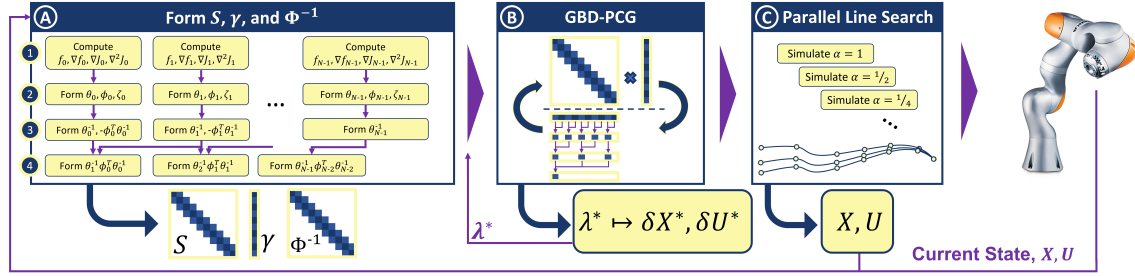 A Form S, γ, and Φ⁻¹
1
Compute
f₀, ∇f₀, ∇J₀, ∇²J₀
Compute
f₁, ∇f₁, ∇J₁, ∇²J₁
Compute
f_{N-1}, ∇f_{N-1}, ∇J_{N-1}, ∇²J_{N-1}
2
Form θ₀, ϕ₀, ζ₀
Form θ₁, ϕ₁, ζ₁
...
Form θ_{N-1}, ϕ_{N-1}, ζ_{N-1}
3
Form θ₀⁻¹, -ϕ₀ᵀθ₀⁻¹
Form θ₁⁻¹, -ϕ₁ᵀθ₁⁻¹
Form θ_{N-1}⁻¹
4
Form θ₁⁻¹ϕ₀ᵀθ₀⁻¹
Form θ₂⁻¹ϕ₁ᵀθ₁⁻¹
Form θ_{N-1}⁻¹ϕ_{N-2}ᵀθ_{N-2}⁻¹
S
γ
Φ⁻¹
B GBD-PCG
λ*
λ* ↦ δX*, δU*
C Parallel Line Search
Simulate α = 1
Simulate α = 1/2
Simulate α = 1/4
...
X, U
Current State, X, U